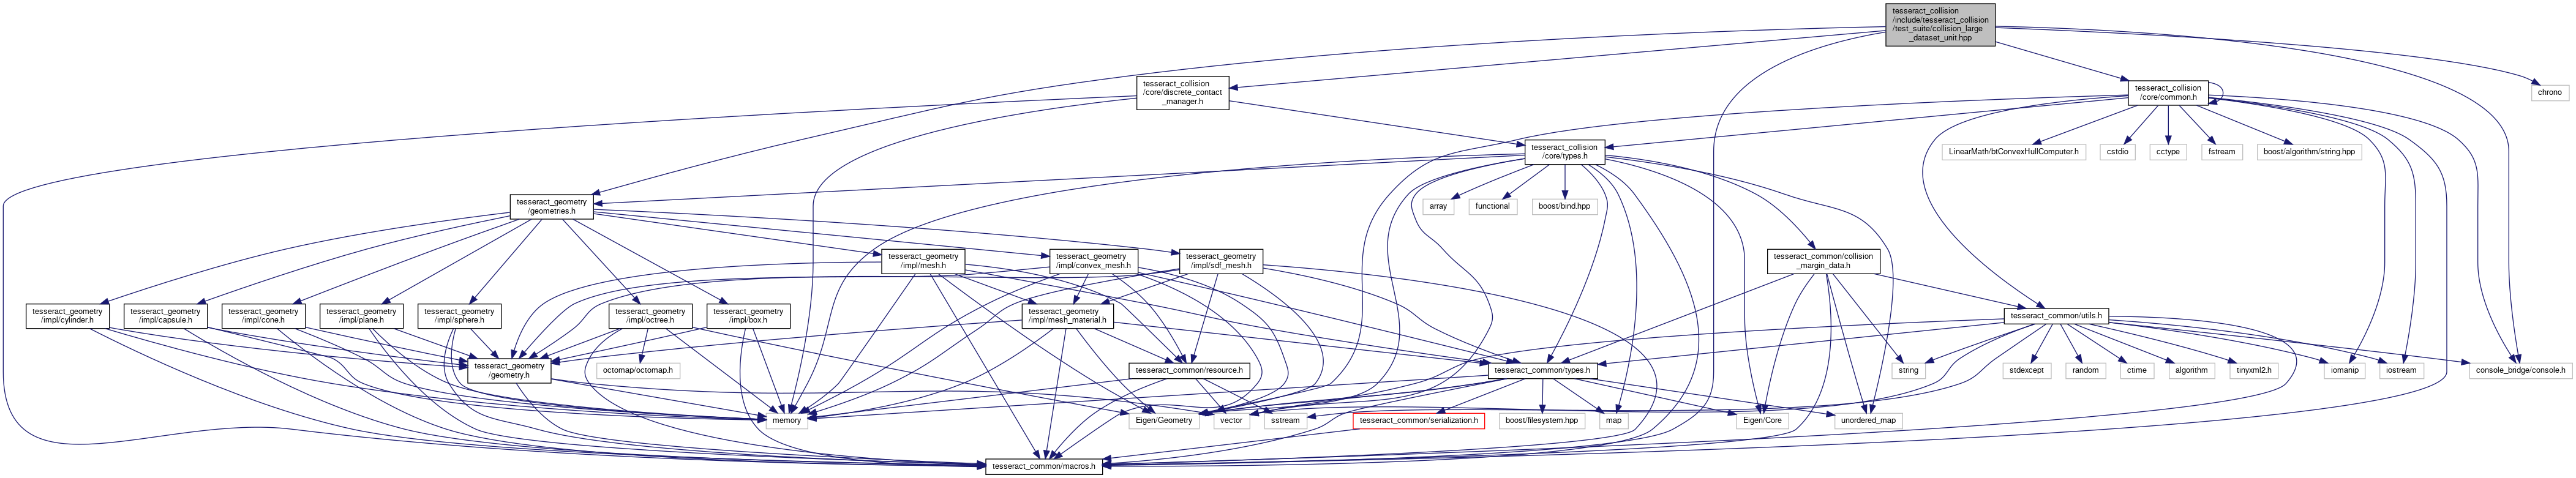 tesseract_collision
/include/tesseract_collision
/test_suite/collision_large
_dataset_unit.hpp
tesseract_collision
/core/discrete_contact
_manager.h
tesseract_collision
/core/common.h
chrono
tesseract_collision
/core/types.h
LinearMath/btConvexHullComputer.h
cstdio
cctype
fstream
boost/algorithm/string.hpp
tesseract_geometry
/geometries.h
array
functional
boost/bind.hpp
tesseract_geometry
/impl/mesh.h
tesseract_geometry
/impl/convex_mesh.h
tesseract_geometry
/impl/sdf_mesh.h
tesseract_common/collision
_margin_data.h
tesseract_geometry
/impl/cylinder.h
tesseract_geometry
/impl/capsule.h
tesseract_geometry
/impl/cone.h
tesseract_geometry
/impl/plane.h
tesseract_geometry
/impl/sphere.h
tesseract_geometry
/impl/octree.h
tesseract_geometry
/impl/box.h
tesseract_geometry
/impl/mesh_material.h
tesseract_common/utils.h
tesseract_geometry
/geometry.h
octomap/octomap.h
tesseract_common/resource.h
tesseract_common/types.h
string
stdexcept
random
ctime
algorithm
tinyxml2.h
iomanip
iostream
console_bridge/console.h
memory
Eigen/Geometry
vector
sstream
tesseract_common/serialization.h
boost/filesystem.hpp
map
Eigen/Core
unordered_map
tesseract_common/macros.h